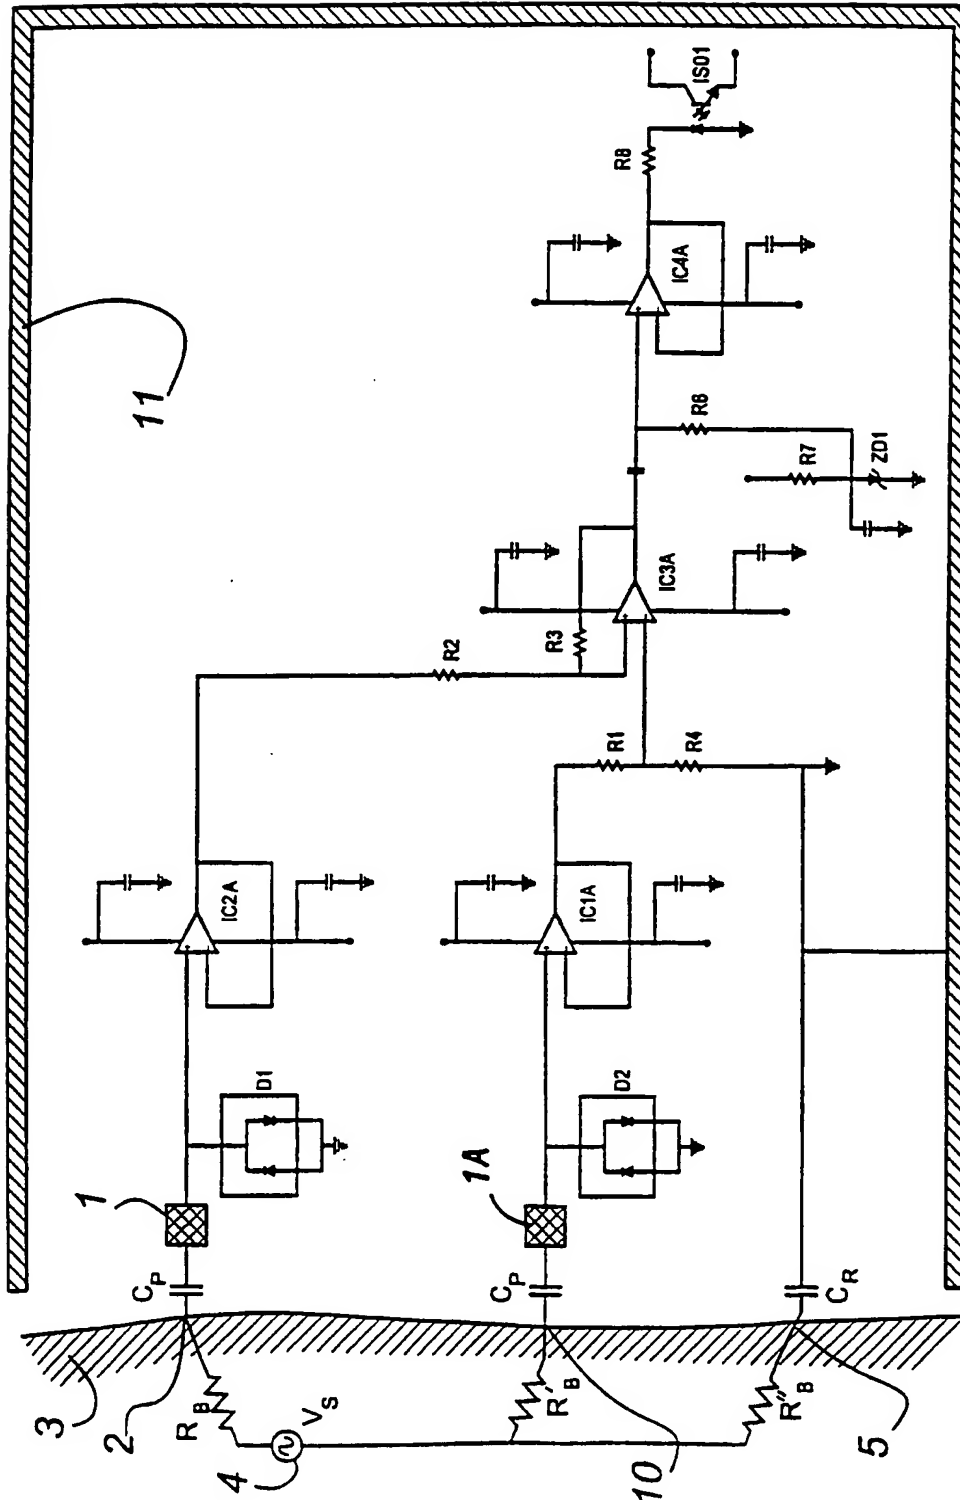 11
IS01
R8
IC4A
R6
R7
ZD1
IC3A
R3
R2
R1
R4
IC2A
IC1A
D1
D2
1
1A
C_P
C_P
C_R
3
2
R_B
V_S
4
R'_B
10
R"_B
5